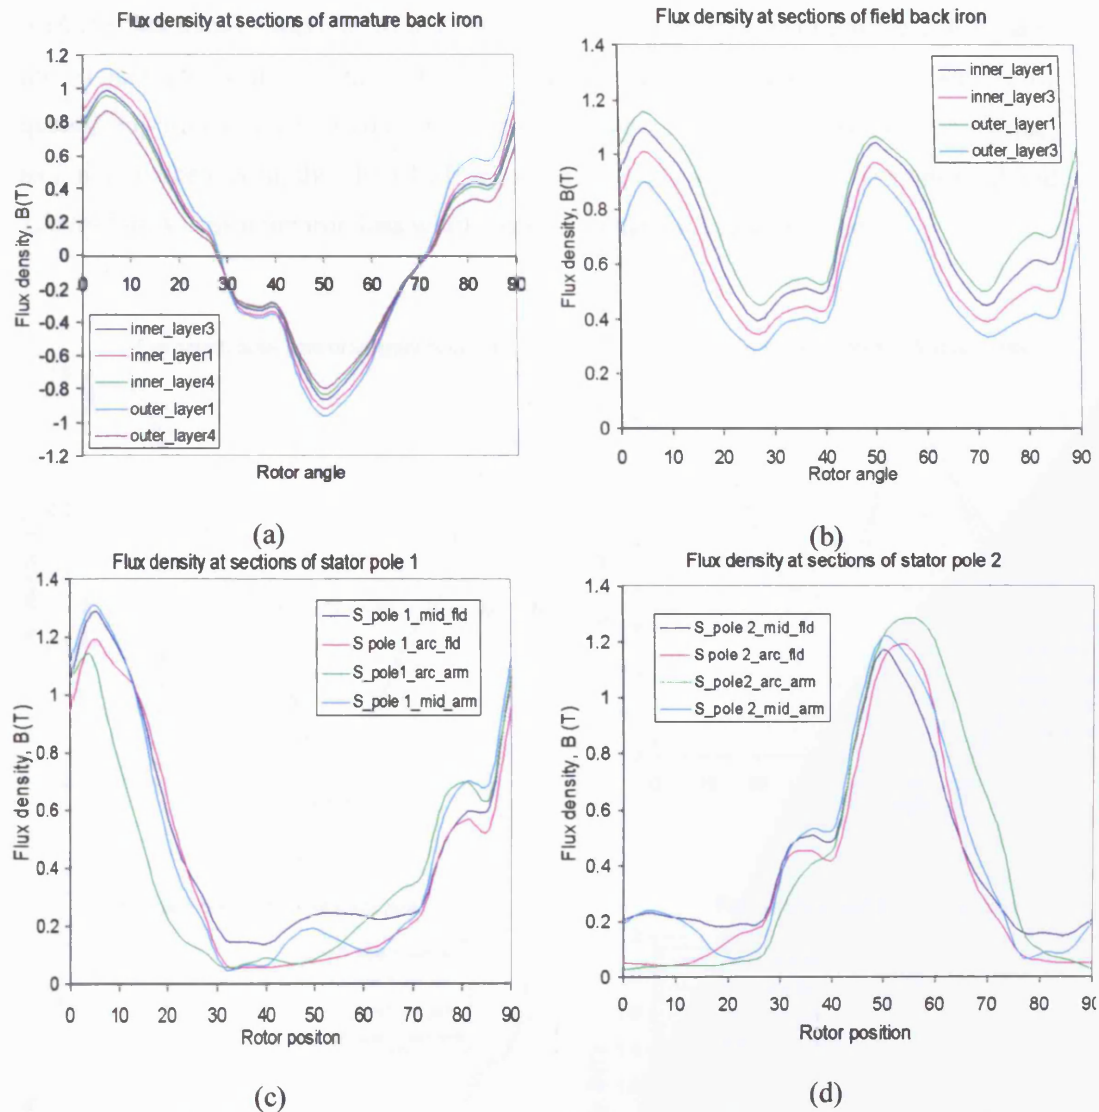 Flux density at sections of armature back iron
Flux density, B(T)
1.2
1
0.8
0.6
0.4
0.2
0
-0.2
-0.4
-0.6
-0.8
-1
-1.2
0 10 20 30 40 50 60 70 80 90
inner_layer3
inner_layer1
inner_layer4
outer_layer1
outer_layer4
Rotor angle
(a)
Flux density at sections of field back iron
Flux density, B(T)
1.4
1.2
1
0.8
0.6
0.4
0.2
0
0 10 20 30 40 50 60 70 80 90
inner_layer1
inner_layer3
outer_layer1
outer_layer3
Rotor angle
(b)
Flux density at sections of stator pole 1
Flux density, B(T)
1.4
1.2
1
0.8
0.6
0.4
0.2
0
0 10 20 30 40 50 60 70 80 90
S_pole 1_mid_fld
S pole 1_arc_fld
S_pole1_arc_arm
S_pole 1_mid_arm
Rotor positon
(c)
Flux density at sections of stator pole 2
Flux density, B(T)
1.4
1.2
1
0.8
0.6
0.4
0.2
0
0 10 20 30 40 50 60 70 80 90
S_pole 2_mid_fld
S pole 2_arc_fld
S_pole2_arc_arm
S_pole 2_mid_arm
Rotor position
(d)